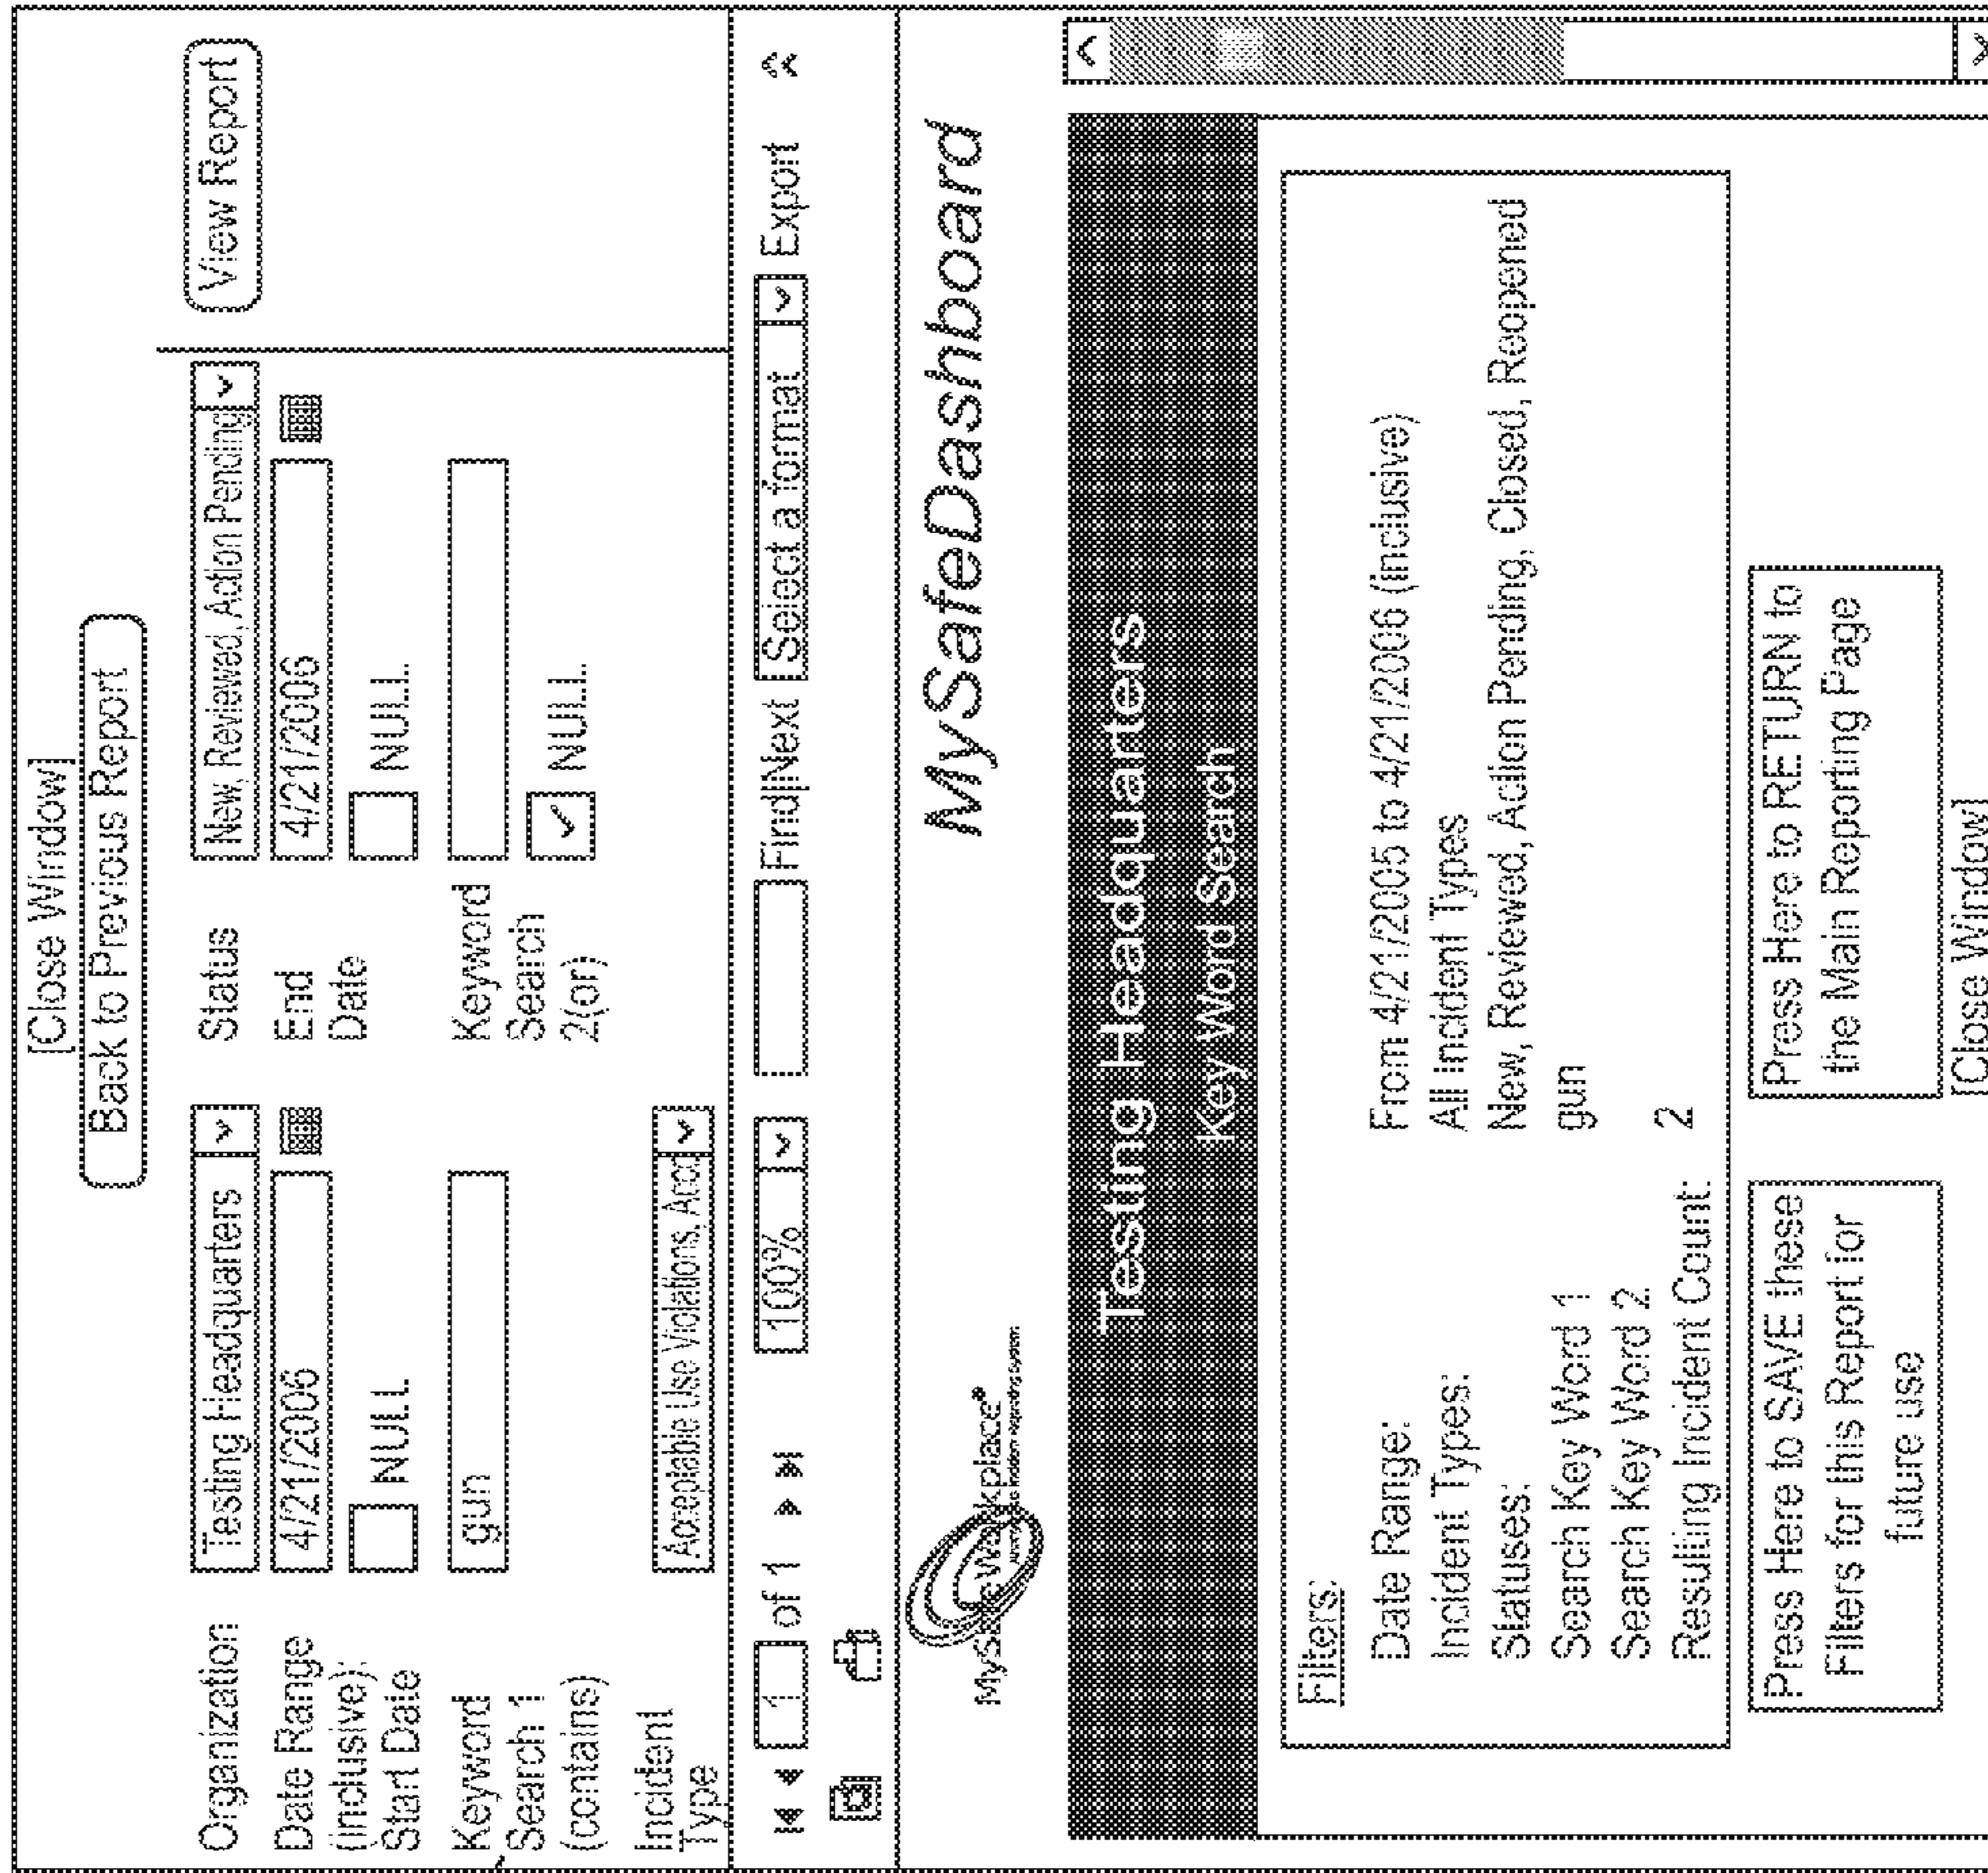 [Close Window]
Back to Previous Report
Organization Testing Headquarters Status New, Reviewed, Action Pending View Report
Date Range (inclusive): Start Date 4/21/2006 End Date 4/21/2006
NULL NULL
Keyword Search 1 (contains) gun Keyword Search 2(or)
NULL
Incident Type Acceptable Use Violations, Acci
1 of 1 100% Find|Next Select a format Export
MySafeWorkplace® MySafeDashboard
Testing Headquarters
Key Word Search
Filters:
Date Range: From 4/21/2005 to 4/21/2006 (inclusive)
Incident Types: All Incident Types
Statuses: New, Reviewed, Action Pending, Closed, Reopened
Search Key Word 1 gun
Search Key Word 2
Resulting Incident Count: 2
Press Here to SAVE these
Filters for this Report for
future use
Press Here to RETURN to
the Main Reporting Page
[Close Window]